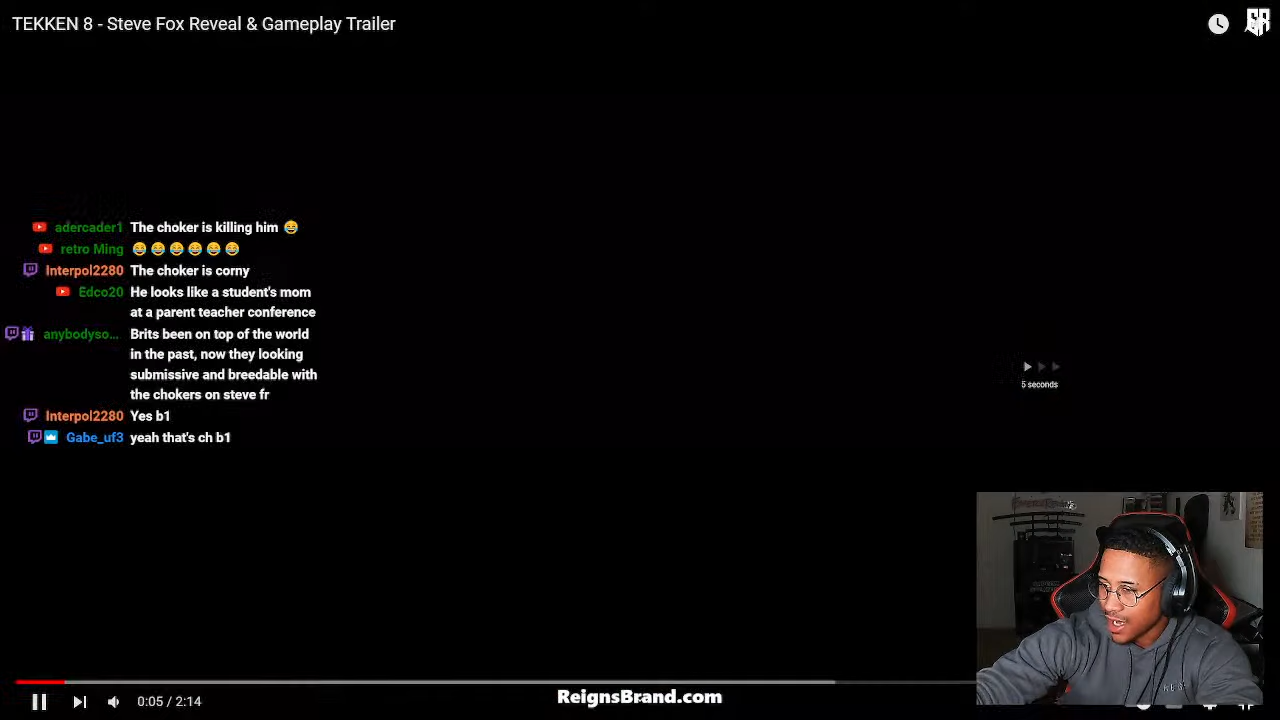 TEKKEN 8 - Steve Fox Reveal & Gameplay Trailer
adercader1 The choker is killing him 😂
retro Ming 😂😂😂😂😂😂
Interpol2280 The choker is corny
Edco20 He looks like a student's mom
at a parent teacher conference
anybodyso... Brits been on top of the world
in the past, now they looking
submissive and breedable with
the chokers on steve fr
Interpol2280 Yes b1
Gabe_uf3 yeah that's ch b1
5 seconds
0:05 / 2:14
ReignsBrand.com